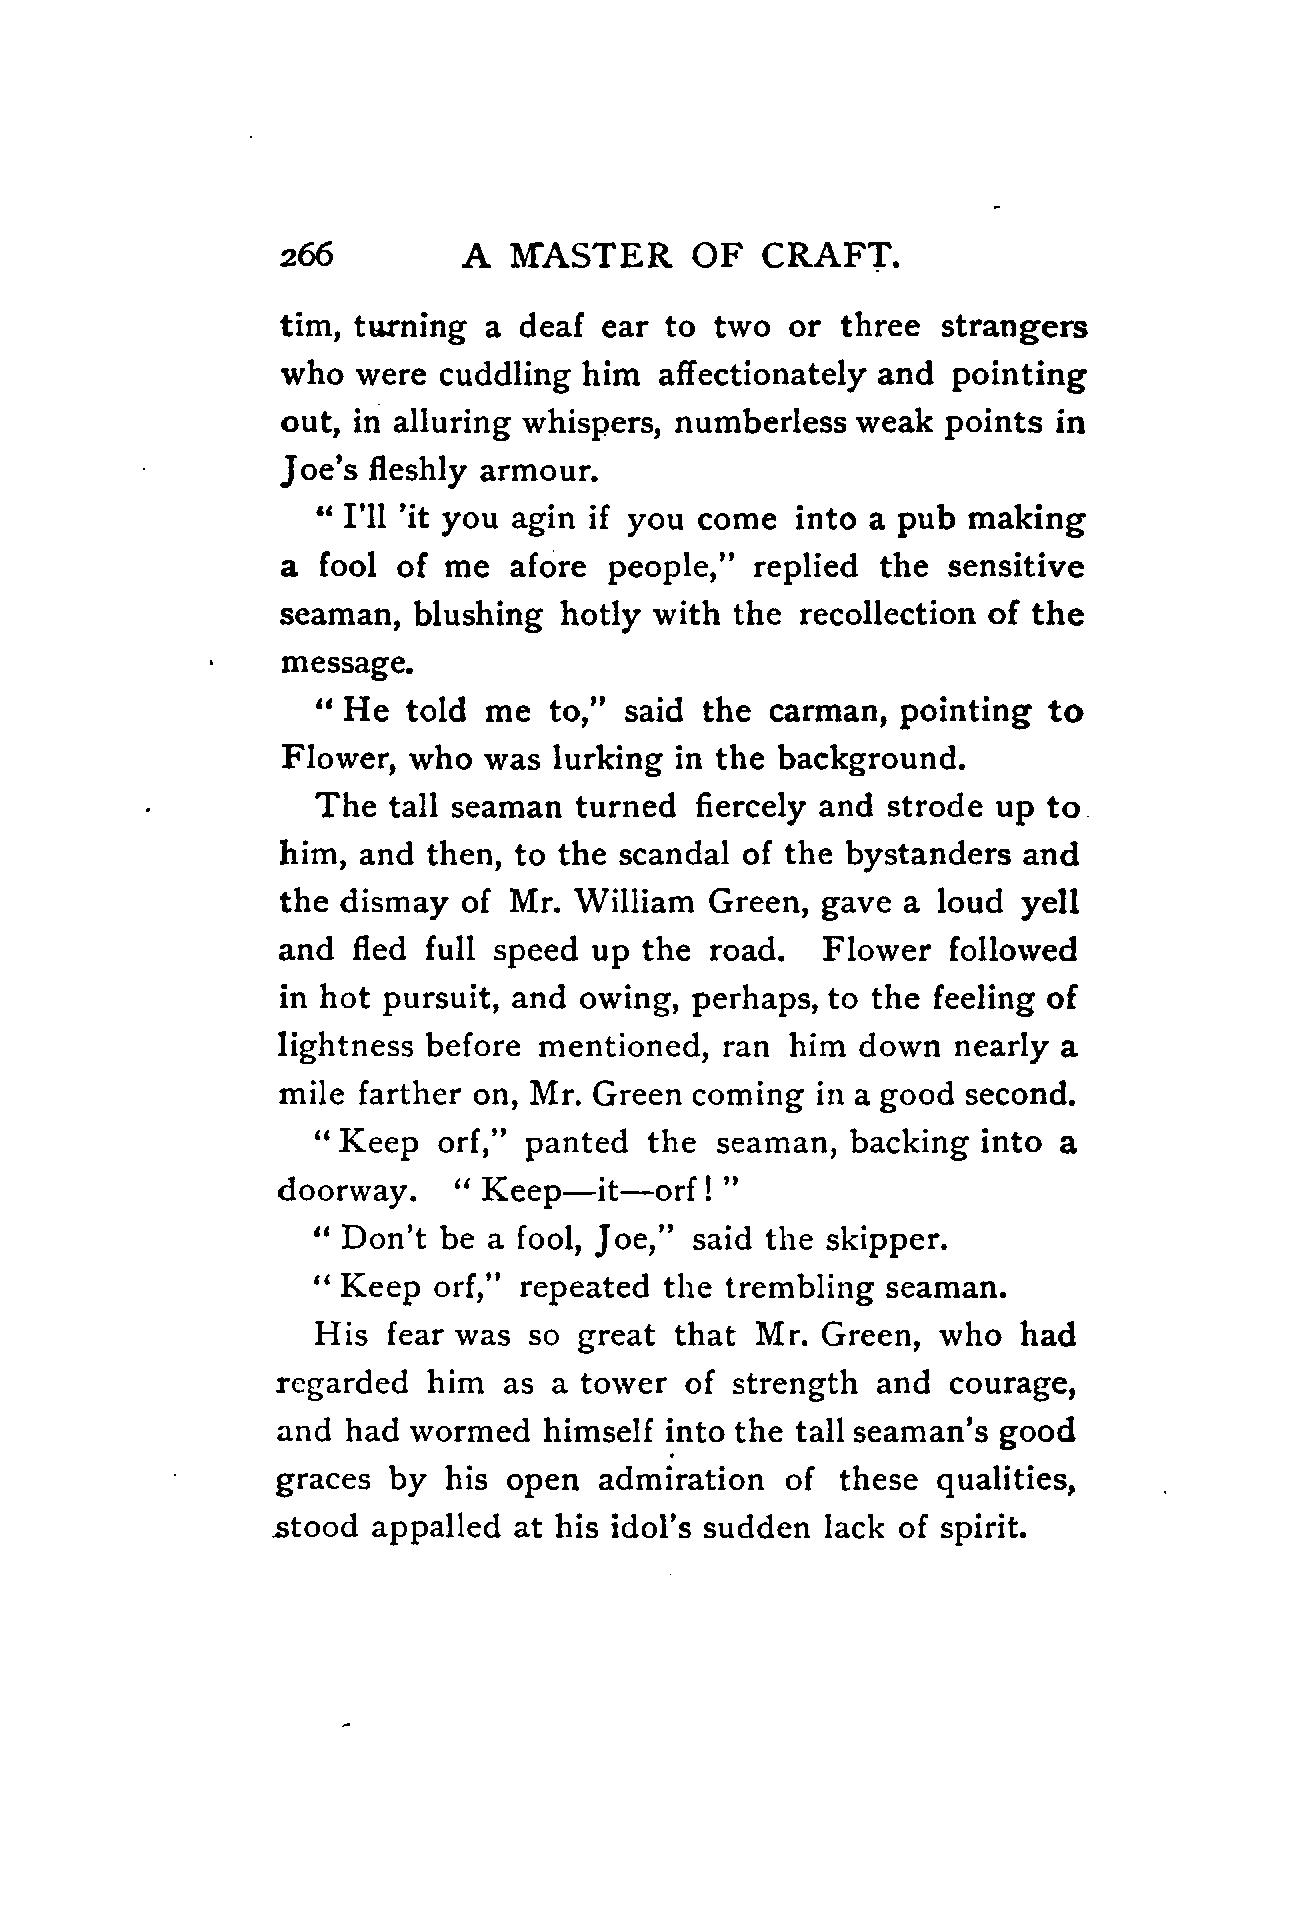 266 A MASTER OF CRAFT.
tim, turning a deaf ear to two or three strangers
who were cuddling him affectionately and pointing
out, in alluring whispers, numberless weak points in
Joe's fleshly armour.
" I'll 'it you agin if you come into a pub making
a fool of me afore people," replied the sensitive
seaman, blushing hotly with the recollection of the
message.
" He told me to," said the carman, pointing to
Flower, who was lurking in the background.
The tall seaman turned fiercely and strode up to
him, and then, to the scandal of the bystanders and
the dismay of Mr. William Green, gave a loud yell
and fled full speed up the road. Flower followed
in hot pursuit, and owing, perhaps, to the feeling of
lightness before mentioned, ran him down nearly a
mile farther on, Mr. Green coming in a good second.
" Keep orf," panted the seaman, backing into a
doorway. " Keep—it—orf ! "
" Don't be a fool, Joe," said the skipper.
" Keep orf," repeated the trembling seaman.
His fear was so great that Mr. Green, who had
regarded him as a tower of strength and courage,
and had wormed himself into the tall seaman's good
graces by his open admiration of these qualities,
stood appalled at his idol's sudden lack of spirit.